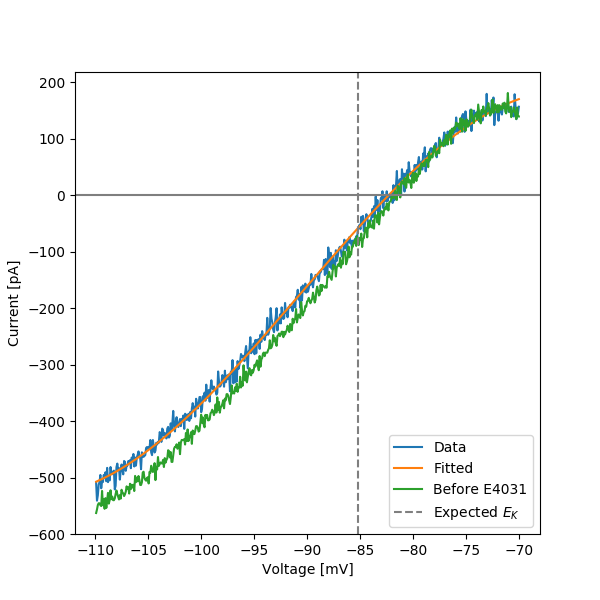 200
100
0
−100
−200
−300
−400
−500
−600
Current [pA]
Data
Fitted
Before E4031
Expected E_K
−110 −105 −100 −95 −90 −85 −80 −75 −70
Voltage [mV]